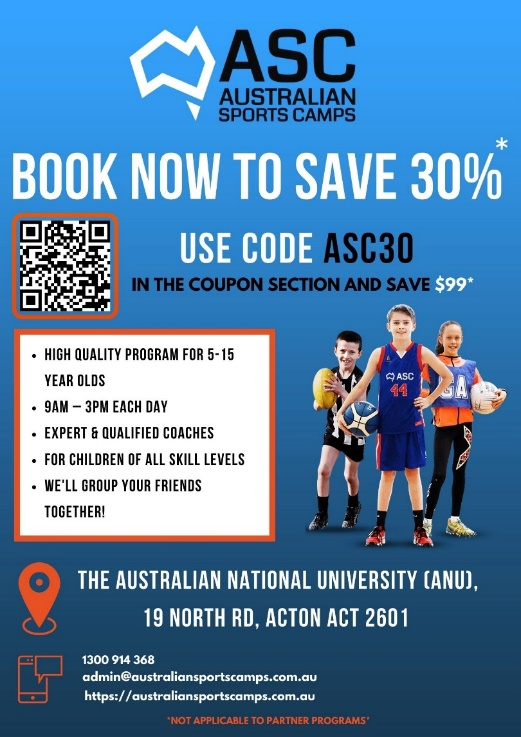 ASC
AUSTRALIAN
SPORTS CAMPS
BOOK NOW TO SAVE 30%*
USE CODE ASC30
IN THE COUPON SECTION AND SAVE $99*
• HIGH QUALITY PROGRAM FOR 5-15
YEAR OLDS
• 9AM – 3PM EACH DAY
• EXPERT & QUALIFIED COACHES
• FOR CHILDREN OF ALL SKILL LEVELS
• WE'LL GROUP YOUR FRIENDS
TOGETHER!
ASC
44
GA
THE AUSTRALIAN NATIONAL UNIVERSITY (ANU),
19 NORTH RD, ACTON ACT 2601
1300 914 368
admin@australiansportscamps.com.au
https://australiansportscamps.com.au
*NOT APPLICABLE TO PARTNER PROGRAMS*